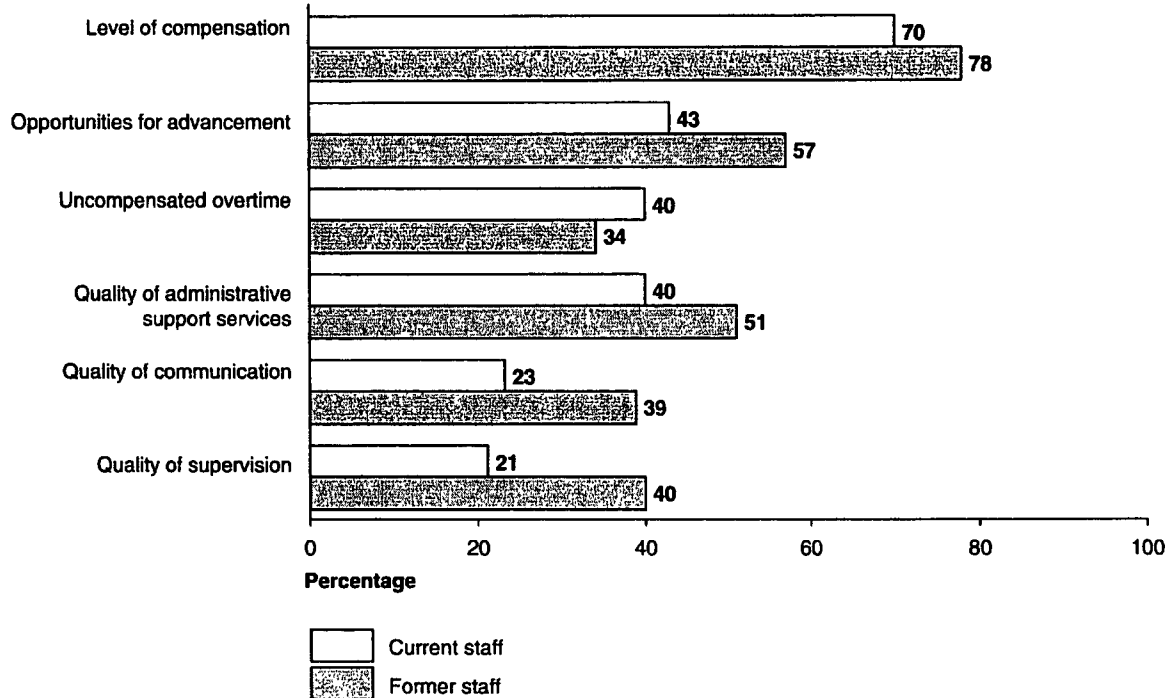 Level of compensation
70
78
Opportunities for advancement
43
57
Uncompensated overtime
40
34
Quality of administrative
support services
40
51
Quality of communication
23
39
Quality of supervision
21
40
0 20 40 60 80 100
Percentage
Current staff
Former staff